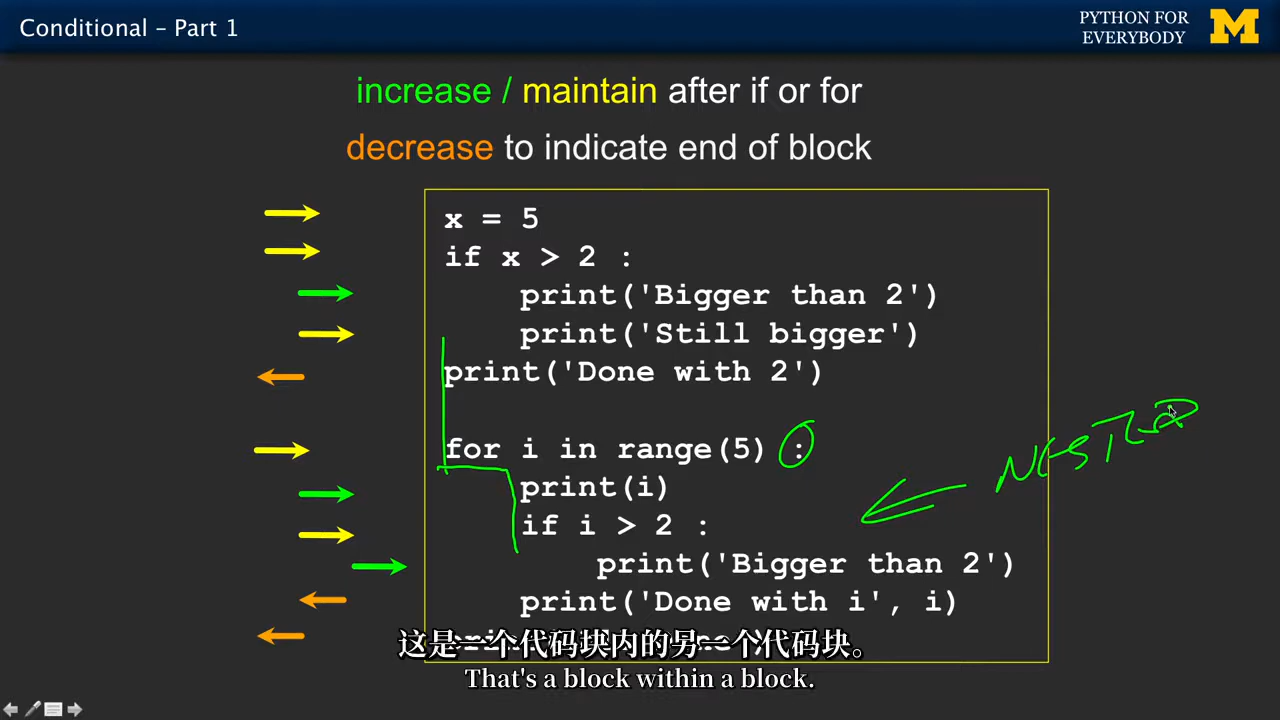 Conditional – Part 1
PYTHON FOR
EVERYBODY
M
increase / maintain after if or for
decrease to indicate end of block
x = 5
if x > 2 :
print('Bigger than 2')
print('Still bigger')
print('Done with 2')
for i in range(5) :
print(i)
if i > 2 :
print('Bigger than 2')
print('Done with i', i)
NESTED
这是一个代码块内的另一个代码块。
That's a block within a block.